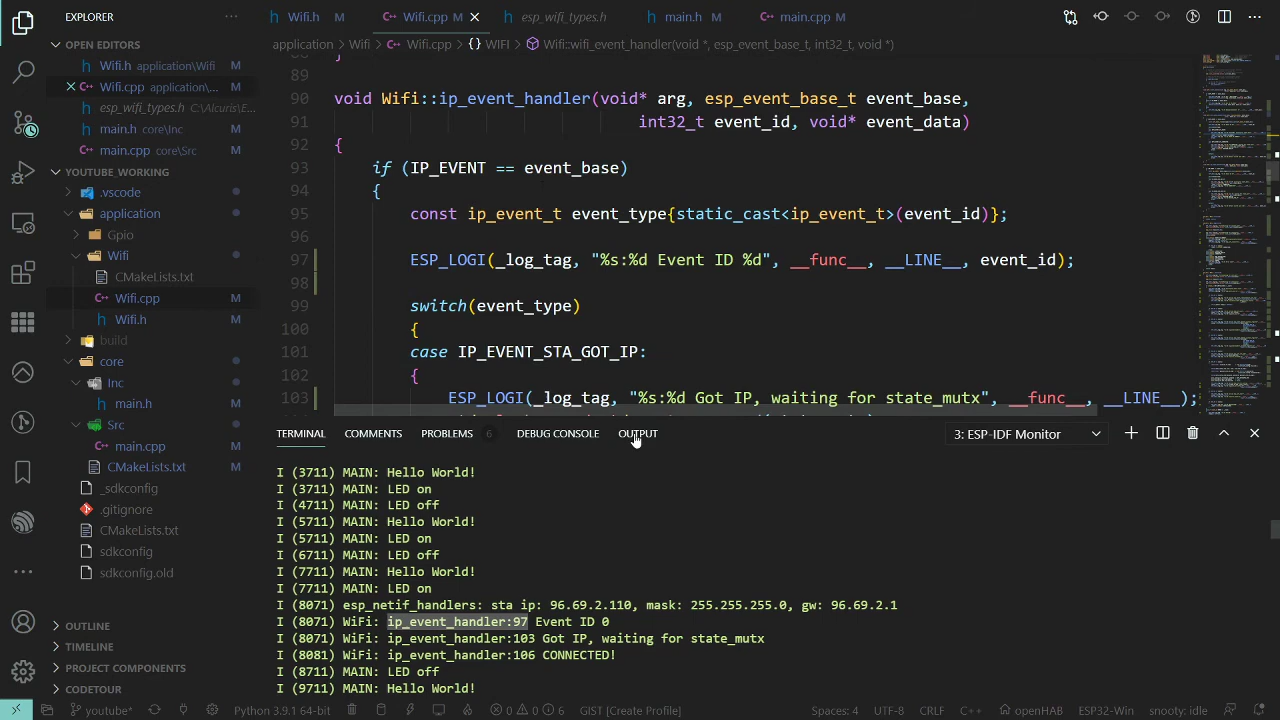 EXPLORER
Wifi.h M
Wifi.cpp M
esp_wifi_types.h
main.h M
main.cpp M
OPEN EDITORS
Wifi.h application\Wifi M
Wifi.cpp application\... M
esp_wifi_types.h C:\Alcuris\E...
main.h core\Inc M
main.cpp core\Src M
YOUTUBE_WORKING
.vscode
application
Gpio
Wifi
CMakeLists.txt
Wifi.cpp M
Wifi.h M
build
core
Inc
main.h M
Src
main.cpp M
CMakeLists.txt M
_sdkconfig
.gitignore
CMakeLists.txt
sdkconfig
sdkconfig.old
OUTLINE
TIMELINE
PROJECT COMPONENTS
CODETOUR
application > Wifi > Wifi.cpp > {} WIFI > Wifi::wifi_event_handler(void *, esp_event_base_t, int32_t, void *)
89
90 void Wifi::ip_event_handler(void* arg, esp_event_base_t event_base,
91 int32_t event_id, void* event_data)
92 {
93 if (IP_EVENT == event_base)
94 {
95 const ip_event_t event_type{static_cast<ip_event_t>(event_id)};
96
97 ESP_LOGI(_log_tag, "%s:%d Event ID %d", __func__, __LINE__, event_id);
98
99 switch(event_type)
100 {
101 case IP_EVENT_STA_GOT_IP:
102 {
103 ESP_LOGI(_log_tag, "%s:%d Got IP, waiting for state_mutx", __func__, __LINE__);
TERMINAL COMMENTS PROBLEMS 6 DEBUG CONSOLE OUTPUT 3: ESP-IDF Monitor
I (3711) MAIN: Hello World!
I (3711) MAIN: LED on
I (4711) MAIN: LED off
I (5711) MAIN: Hello World!
I (5711) MAIN: LED on
I (6711) MAIN: LED off
I (7711) MAIN: Hello World!
I (7711) MAIN: LED on
I (8071) esp_netif_handlers: sta ip: 96.69.2.110, mask: 255.255.255.0, gw: 96.69.2.1
I (8071) WiFi: ip_event_handler:97 Event ID 0
I (8071) WiFi: ip_event_handler:103 Got IP, waiting for state_mutx
I (8081) WiFi: ip_event_handler:106 CONNECTED!
I (8711) MAIN: LED off
I (9711) MAIN: Hello World!
youtube* Python 3.9.1 64-bit 0 0 6 GIST [Create Profile] Spaces: 4 UTF-8 CRLF C++ openHAB ESP32-Win snooty: idle